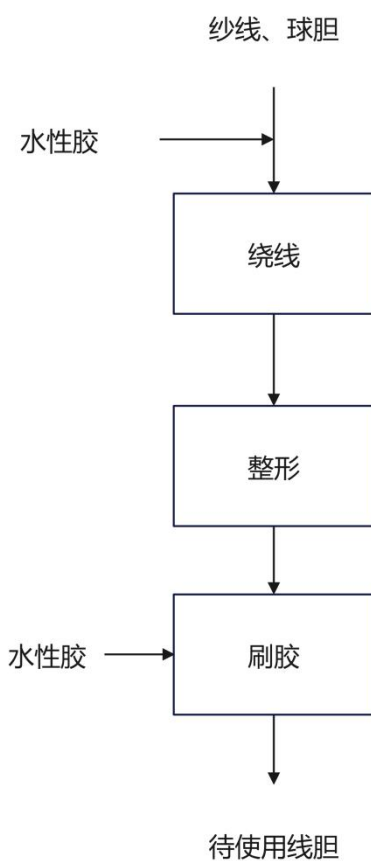 纱线、球胆
水性胶
绕线
整形
水性胶
刷胶
待使用线胆